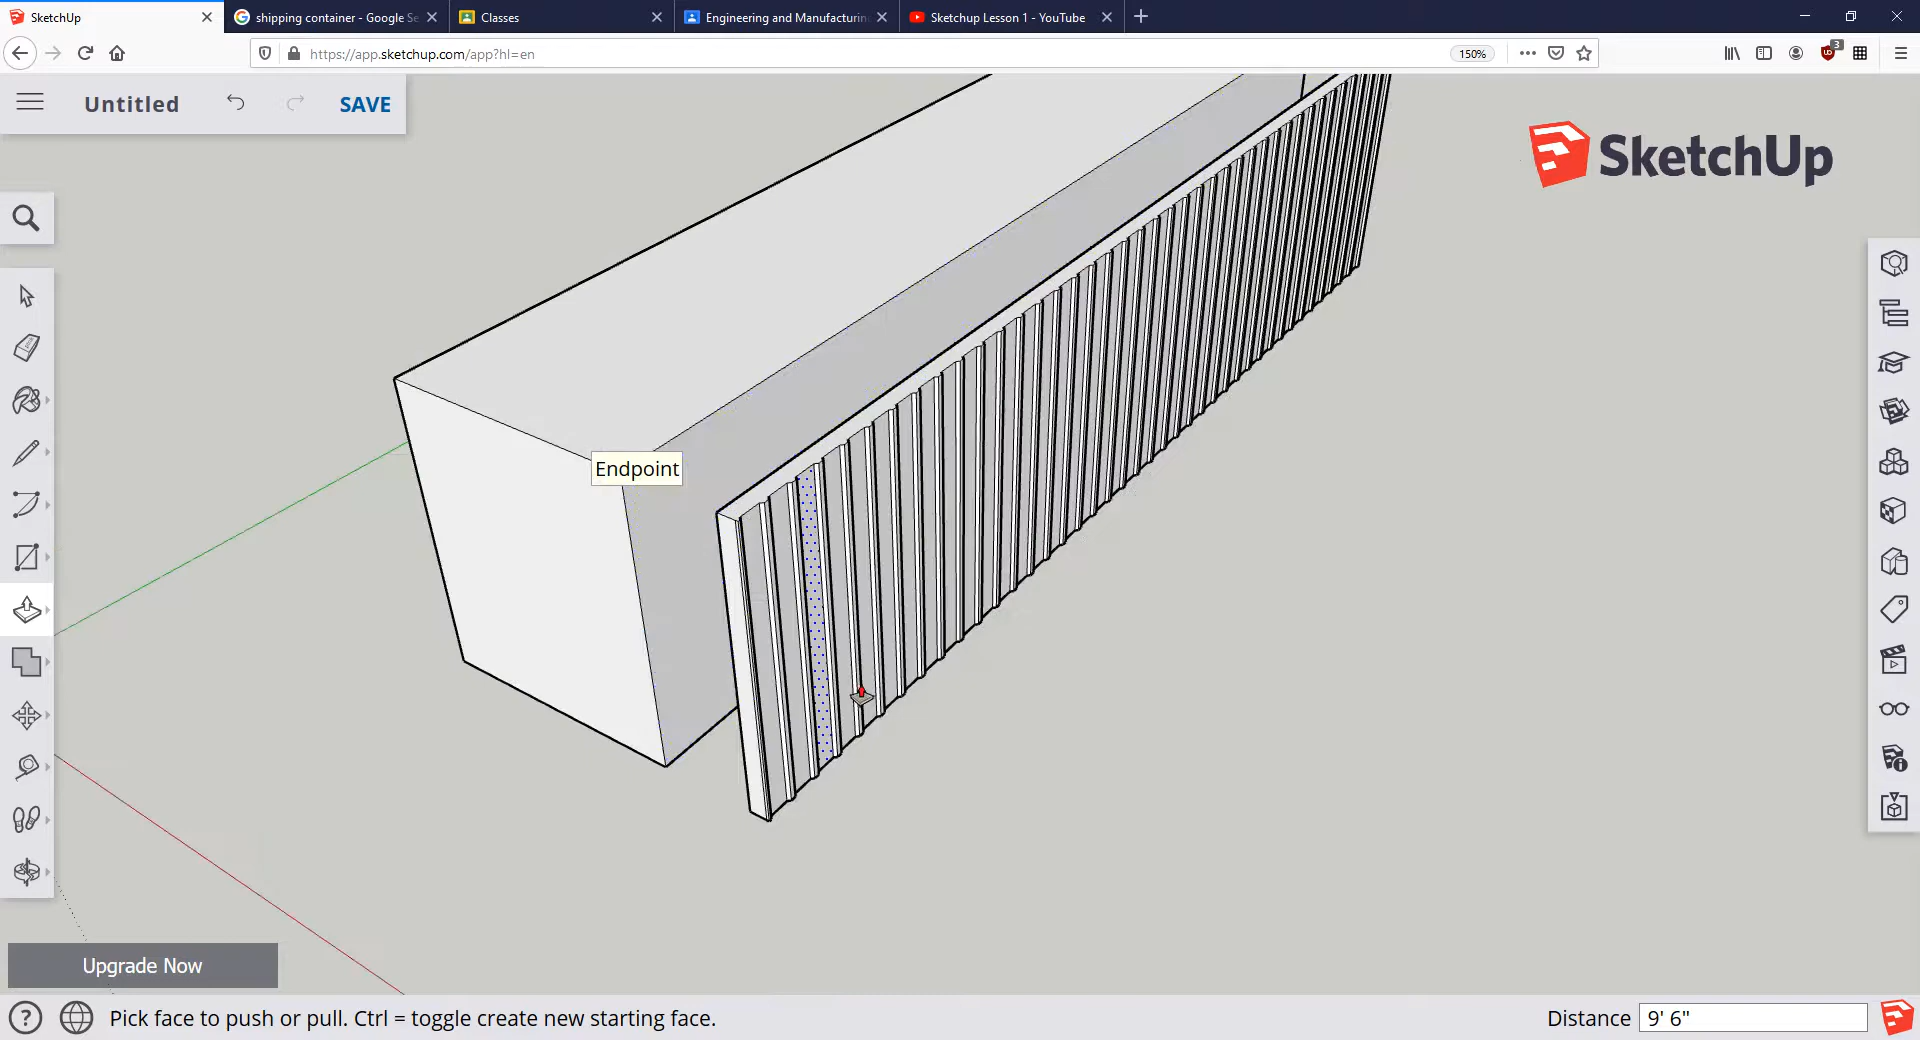 SketchUp
shipping container - Google Se
Classes
Engineering and Manufacturin
Sketchup Lesson 1 - YouTube
https://app.sketchup.com/app?hl=en
150%
3
Untitled
SAVE
SketchUp
Endpoint
Upgrade Now
Pick face to push or pull. Ctrl = toggle create new starting face.
Distance
9' 6"